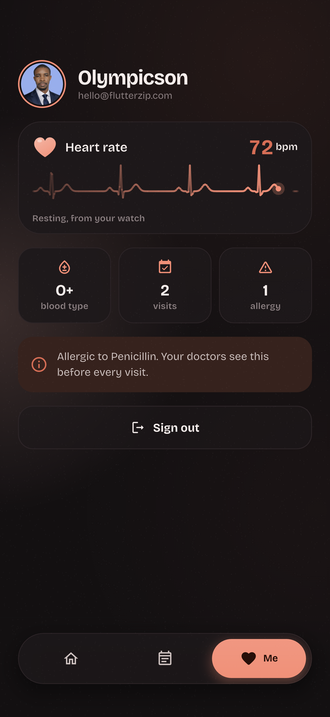 Olympicson
hello@flutterzip.com
Heart rate
72 bpm
Resting, from your watch
O+
blood type
2
visits
1
allergy
Allergic to Penicillin. Your doctors see this
before every visit.
Sign out
Me